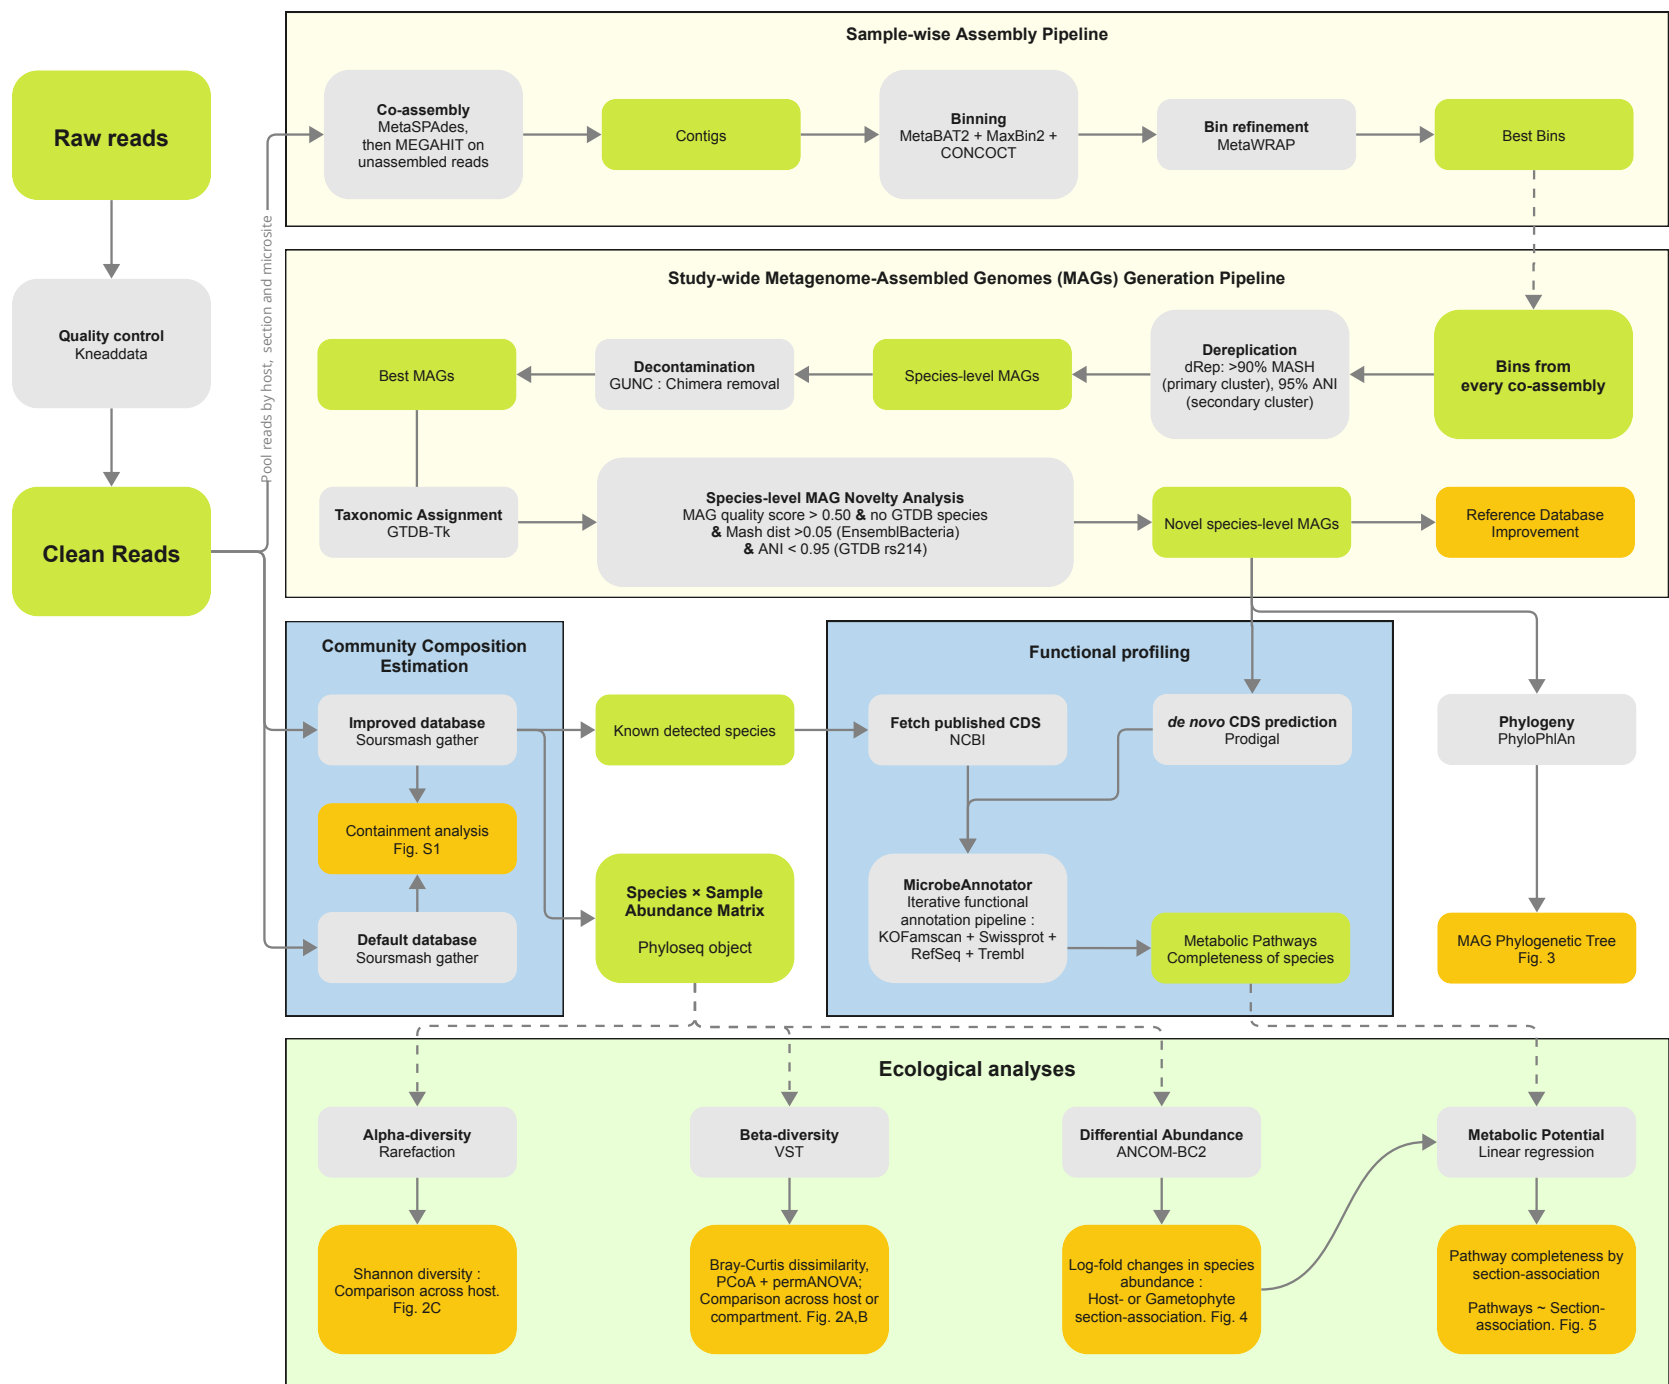 Sample-wise Assembly Pipeline
Raw reads
Co-assembly
MetaSPAdes,
then MEGAHIT on
unassembled reads
Contigs
Binning
MetaBAT2 + MaxBin2 +
CONCOCT
Bin refinement
MetaWRAP
Best Bins
Pool reads by host, section and microsite
Study-wide Metagenome-Assembled Genomes (MAGs) Generation Pipeline
Quality control
Kneaddata
Best MAGs
Decontamination
GUNC : Chimera removal
Species-level MAGs
Dereplication
dRep: >90% MASH
(primary cluster), 95% ANI
(secondary cluster)
Bins from
every co-assembly
Clean Reads
Taxonomic Assignment
GTDB-Tk
Species-level MAG Novelty Analysis
MAG quality score > 0.50 & no GTDB species
& Mash dist >0.05 (EnsemblBacteria)
& ANI < 0.95 (GTDB rs214)
Novel species-level MAGs
Reference Database
Improvement
Community Composition
Estimation
Functional profiling
Improved database
Soursmash gather
Known detected species
Fetch published CDS
NCBI
de novo CDS prediction
Prodigal
Phylogeny
PhyloPhlAn
Containment analysis
Fig. S1
Species × Sample
Abundance Matrix
Phyloseq object
MicrobeAnnotator
Iterative functional
annotation pipeline :
KOFamscan + Swissprot +
RefSeq + Trembl
Default database
Soursmash gather
Metabolic Pathways
Completeness of species
MAG Phylogenetic Tree
Fig. 3
Ecological analyses
Alpha-diversity
Rarefaction
Beta-diversity
VST
Differential Abundance
ANCOM-BC2
Metabolic Potential
Linear regression
Shannon diversity :
Comparison across host.
Fig. 2C
Bray-Curtis dissimilarity,
PCoA + permANOVA;
Comparison across host or
compartment. Fig. 2A,B
Log-fold changes in species
abundance :
Host- or Gametophyte
section-association. Fig. 4
Pathway completeness by
section-association
Pathways ~ Section-
association. Fig. 5